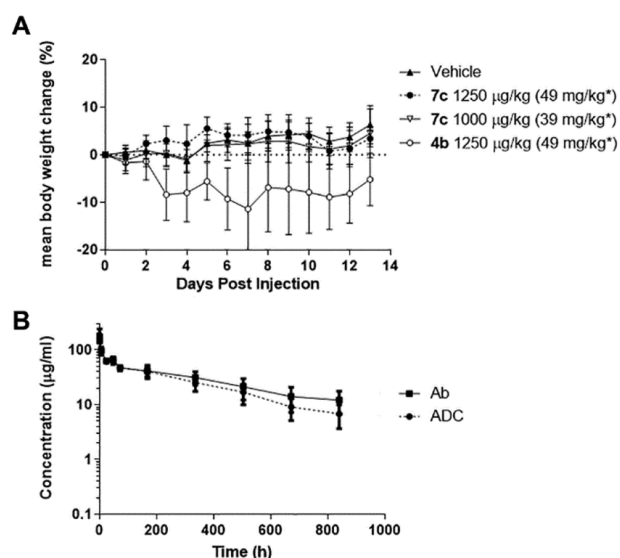 A
mean body weight change (%)
20
10
0
-10
-20
0 2 4 6 8 10 12 14
Days Post Injection
Vehicle
7c 1250 µg/kg (49 mg/kg*)
7c 1000 µg/kg (39 mg/kg*)
4b 1250 µg/kg (49 mg/kg*)
B
Concentration (µg/ml)
100
10
1
0.1
0 200 400 600 800 1000
Time (h)
Ab
ADC